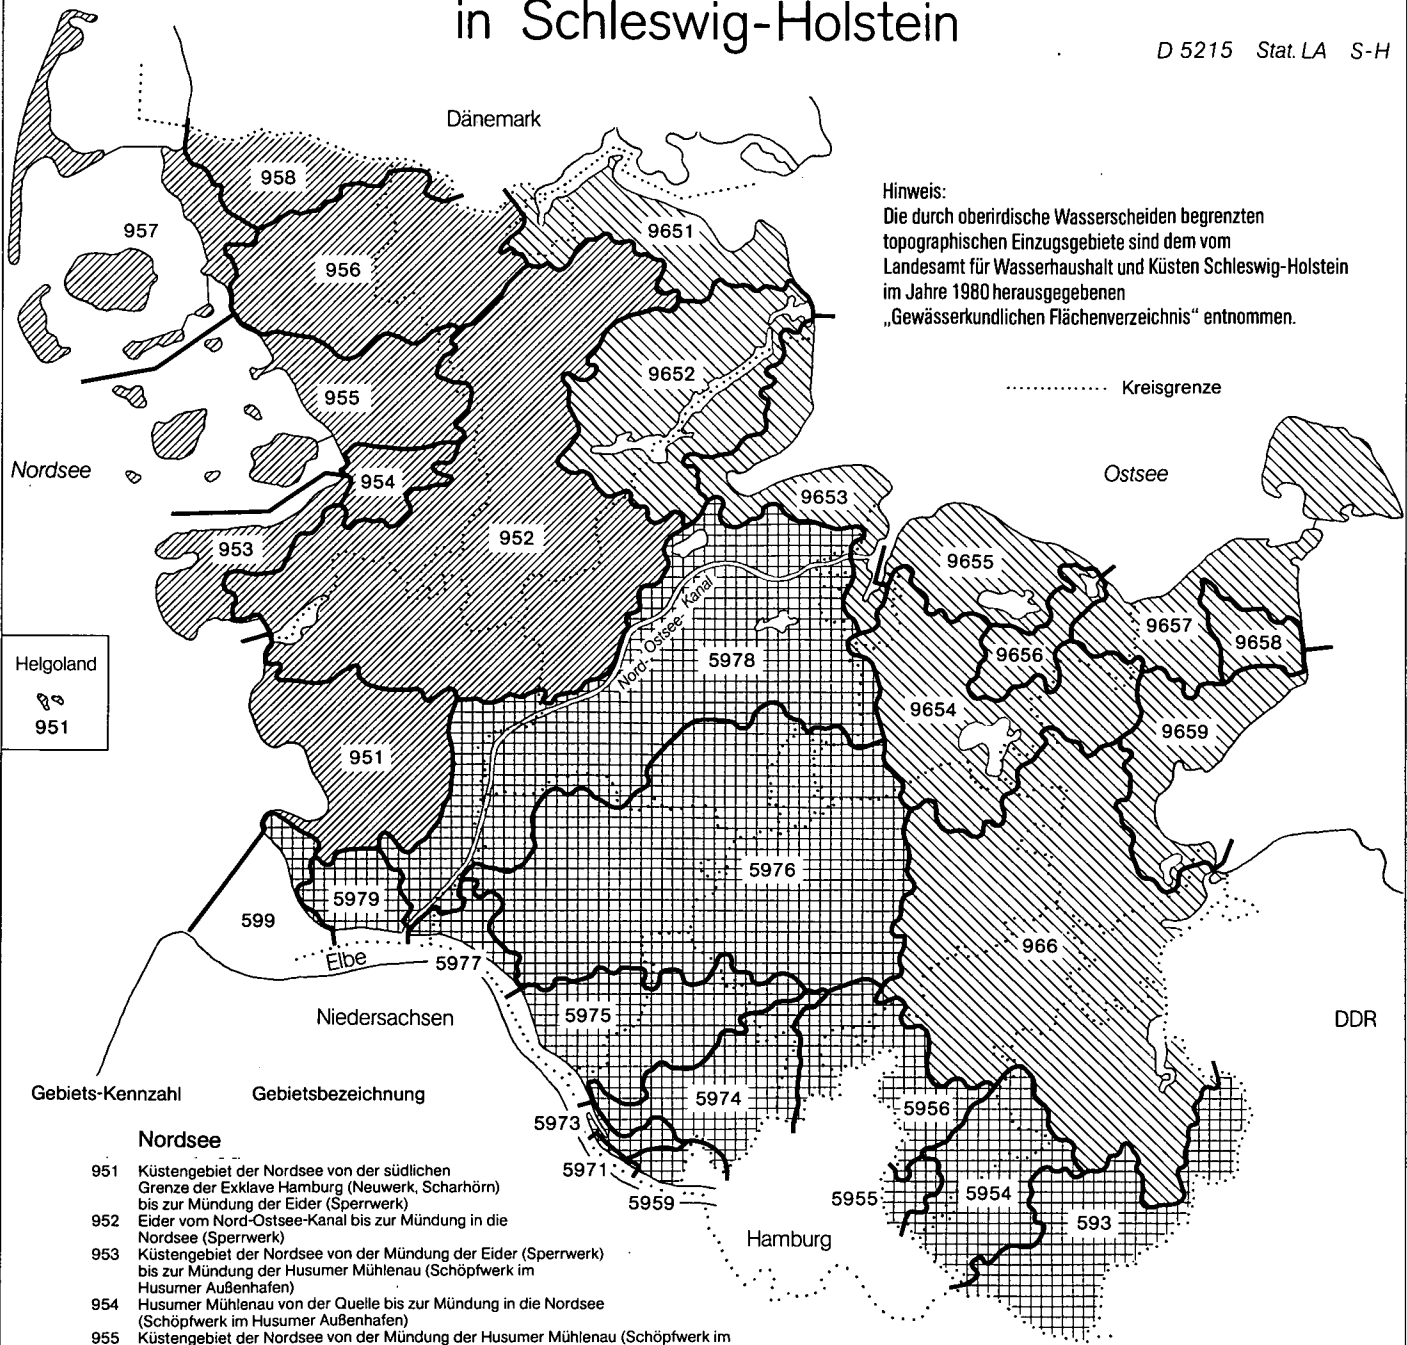 in Schleswig-Holstein
D 5215 Stat. LA S-H
Dänemark
958
957
9651
956
Hinweis:
Die durch oberirdische Wasserscheiden begrenzten
topographischen Einzugsgebiete sind dem vom
Landesamt für Wasserhaushalt und Küsten Schleswig-Holstein
im Jahre 1980 herausgegebenen
„Gewässerkundlichen Flächenverzeichnis“ entnommen.
Kreisgrenze
9652
955
Nordsee
954
Ostsee
9653
953
952
9655
Nord-Ostsee-Kanal
9657
9658
9656
5978
Helgoland
951
9654
9659
951
5976
5979
599
966
Elbe
5977
Niedersachsen
5975
DDR
5974
5956
5973
5971
5959
5955
5954
593
Hamburg
Gebiets-Kennzahl Gebietsbezeichnung
Nordsee
951 Küstengebiet der Nordsee von der südlichen
Grenze der Exklave Hamburg (Neuwerk, Scharhörn)
bis zur Mündung der Eider (Sperrwerk)
952 Eider vom Nord-Ostsee-Kanal bis zur Mündung in die
Nordsee (Sperrwerk)
953 Küstengebiet der Nordsee von der Mündung der Eider (Sperrwerk)
bis zur Mündung der Husumer Mühlenau (Schöpfwerk im
Husumer Außenhafen)
954 Husumer Mühlenau von der Quelle bis zur Mündung in die Nordsee
(Schöpfwerk im Husumer Außenhafen)
955 Küstengebiet der Nordsee von der Mündung der Husumer Mühlenau (Schöpfwerk im